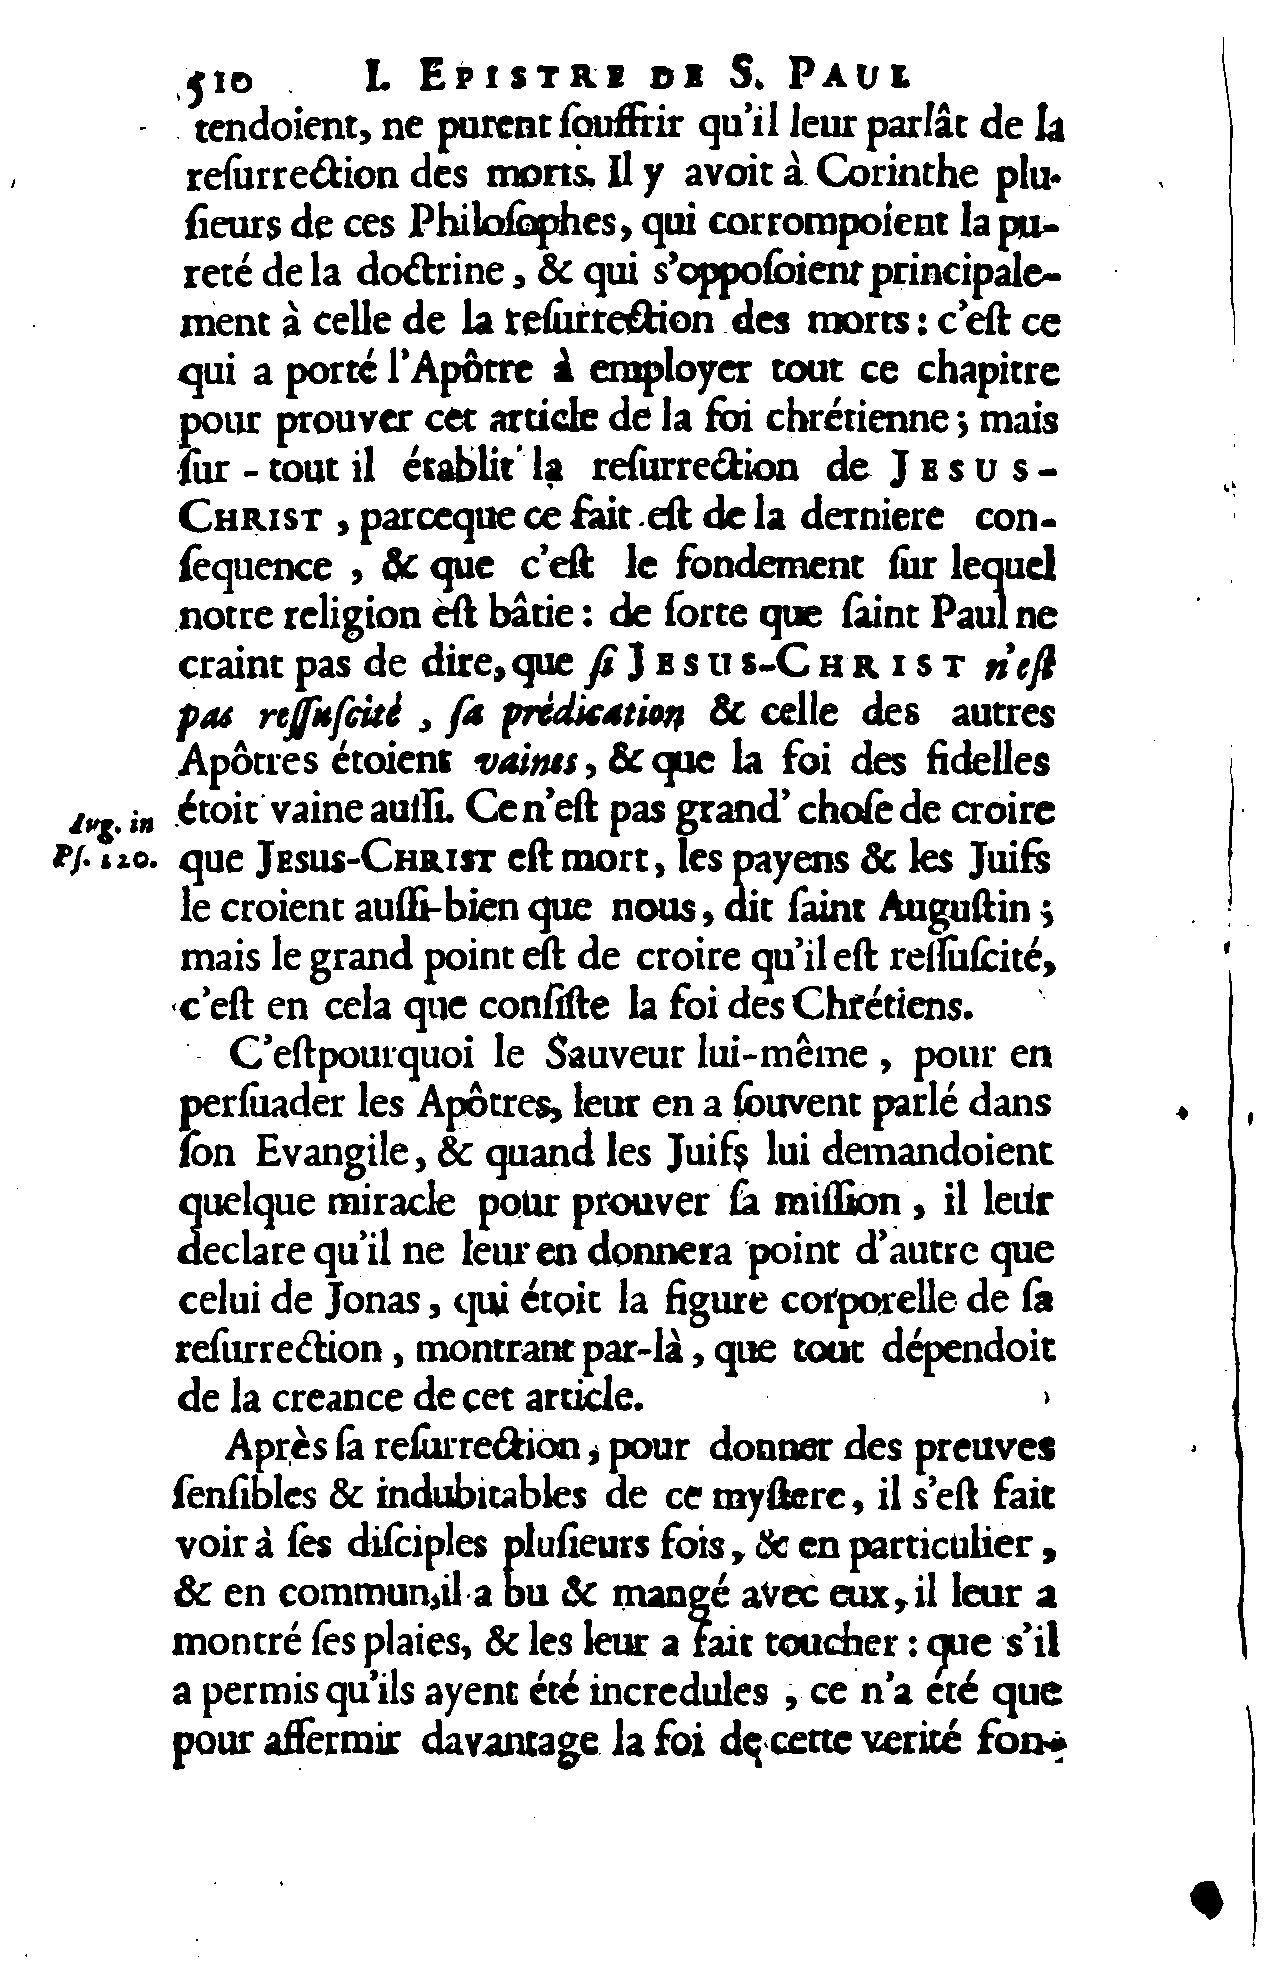 510 I. EPISTRE DE S. PAUL
tendoient, ne purent ſouffrir qu'il leur parlât de la
reſurrection des morts. Il y avoit à Corinthe plu-
ſieurs de ces Philoſophes, qui corrompoient la pu-
reté de la doctrine, & qui s'oppoſoient principale-
ment à celle de la reſurrection des morts : c'eſt ce
qui a porté l'Apôtre à employer tout ce chapitre
pour prouver cet article de la foi chrétienne ; mais
ſur-tout il établit la reſurrection de JESUS-
CHRIST, parceque ce fait eſt de la derniere con-
ſequence, & que c'eſt le fondement ſur lequel
notre religion eſt bâtie : de ſorte que ſaint Paul ne
craint pas de dire, que ſi JESUS-CHRIST n'eſt
pas reſſuſcité, ſa prédication & celle des autres
Apôtres étoient vaines, & que la foi des fidelles
étoit vaine auſſi. Ce n'eſt pas grand' choſe de croire
Aug. in
Pſ. 120.
que JESUS-CHRIST eſt mort, les payens & les Juifs
le croient auſſi-bien que nous, dit ſaint Auguſtin ;
mais le grand point eſt de croire qu'il eſt reſſuſcité,
c'eſt en cela que conſiſte la foi des Chrétiens.
C'eſtpourquoi le Sauveur lui-même, pour en
perſuader les Apôtres, leur en a ſouvent parlé dans
ſon Evangile, & quand les Juifs lui demandoient
quelque miracle pour prouver ſa miſſion, il leur
declare qu'il ne leur en donnera point d'autre que
celui de Jonas, qui étoit la figure corporelle de ſa
reſurrection, montrant par-là, que tout dépendoit
de la creance de cet article.
Après ſa reſurrection, pour donner des preuves
ſenſibles & indubitables de ce myſtere, il s'eſt fait
voir à ſes diſciples pluſieurs fois, & en particulier,
& en commun, il a bu & mangé avec eux, il leur a
montré ſes plaies, & les leur a fait toucher : que s'il
a permis qu'ils ayent été incredules, ce n'a été que
pour affermir davantage la foi de cette verité fon-